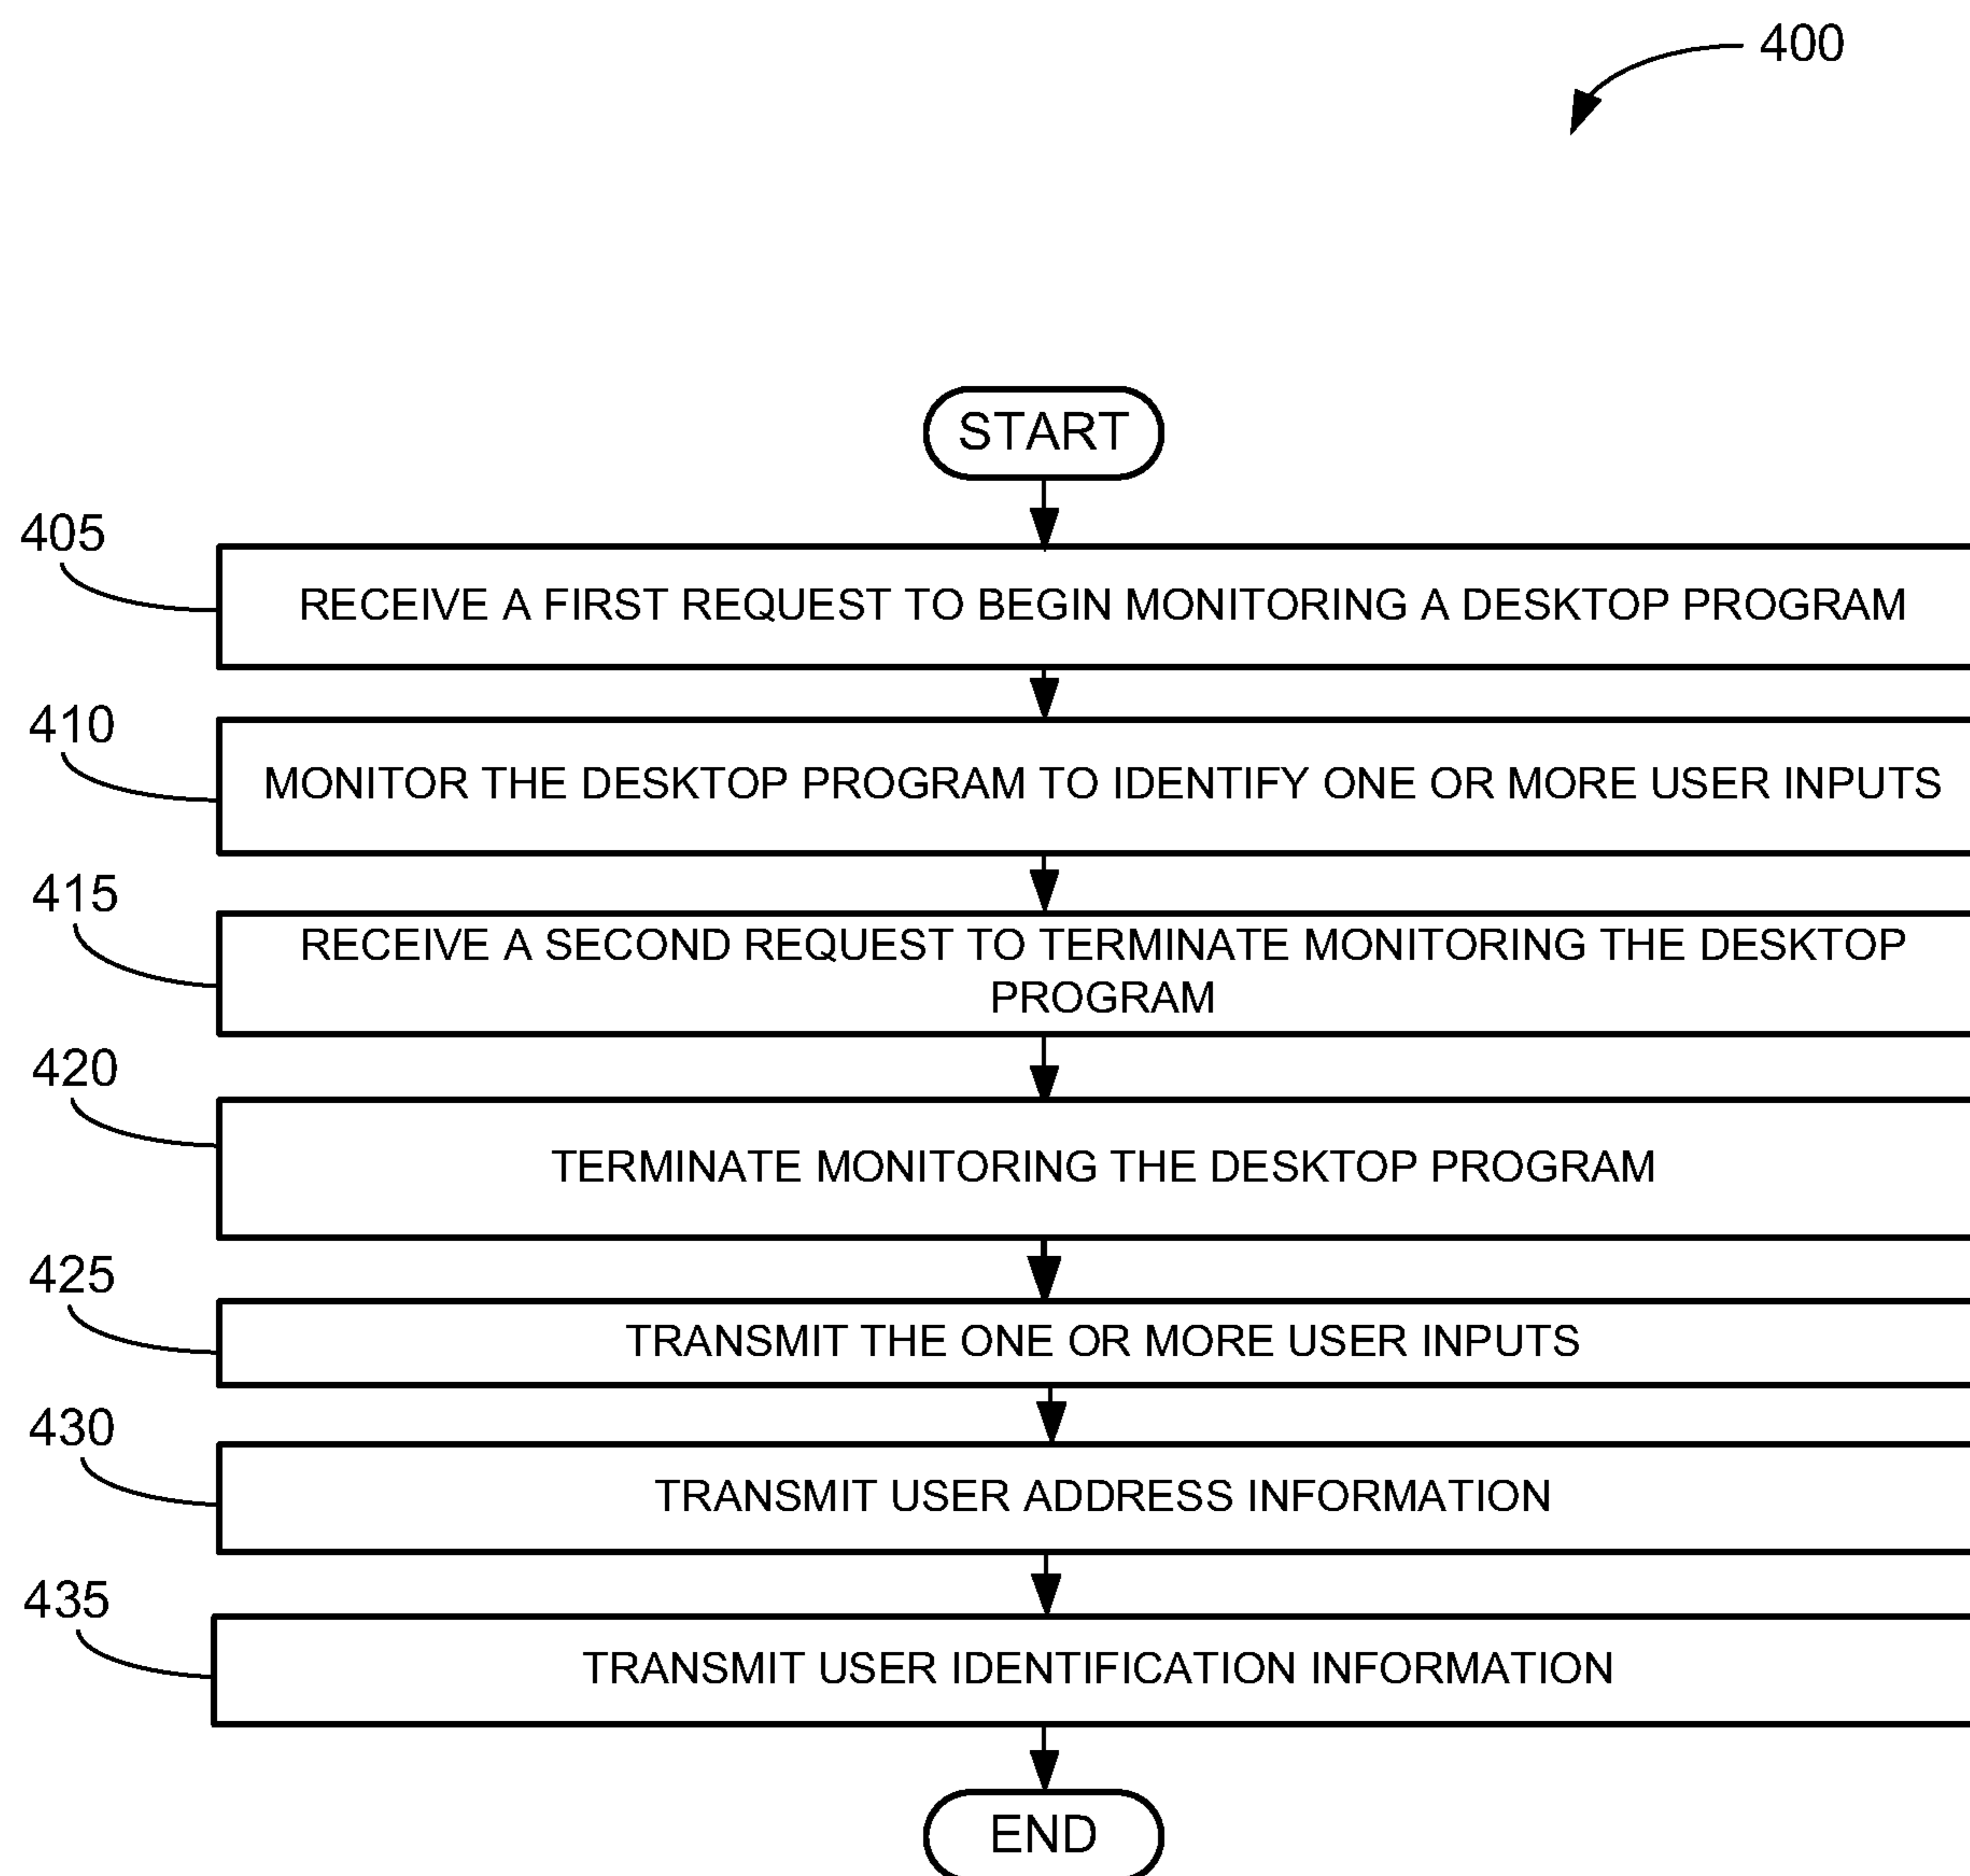 400
START
405
RECEIVE A FIRST REQUEST TO BEGIN MONITORING A DESKTOP PROGRAM
410
MONITOR THE DESKTOP PROGRAM TO IDENTIFY ONE OR MORE USER INPUTS
415
RECEIVE A SECOND REQUEST TO TERMINATE MONITORING THE DESKTOP
PROGRAM
420
TERMINATE MONITORING THE DESKTOP PROGRAM
425
TRANSMIT THE ONE OR MORE USER INPUTS
430
TRANSMIT USER ADDRESS INFORMATION
435
TRANSMIT USER IDENTIFICATION INFORMATION
END